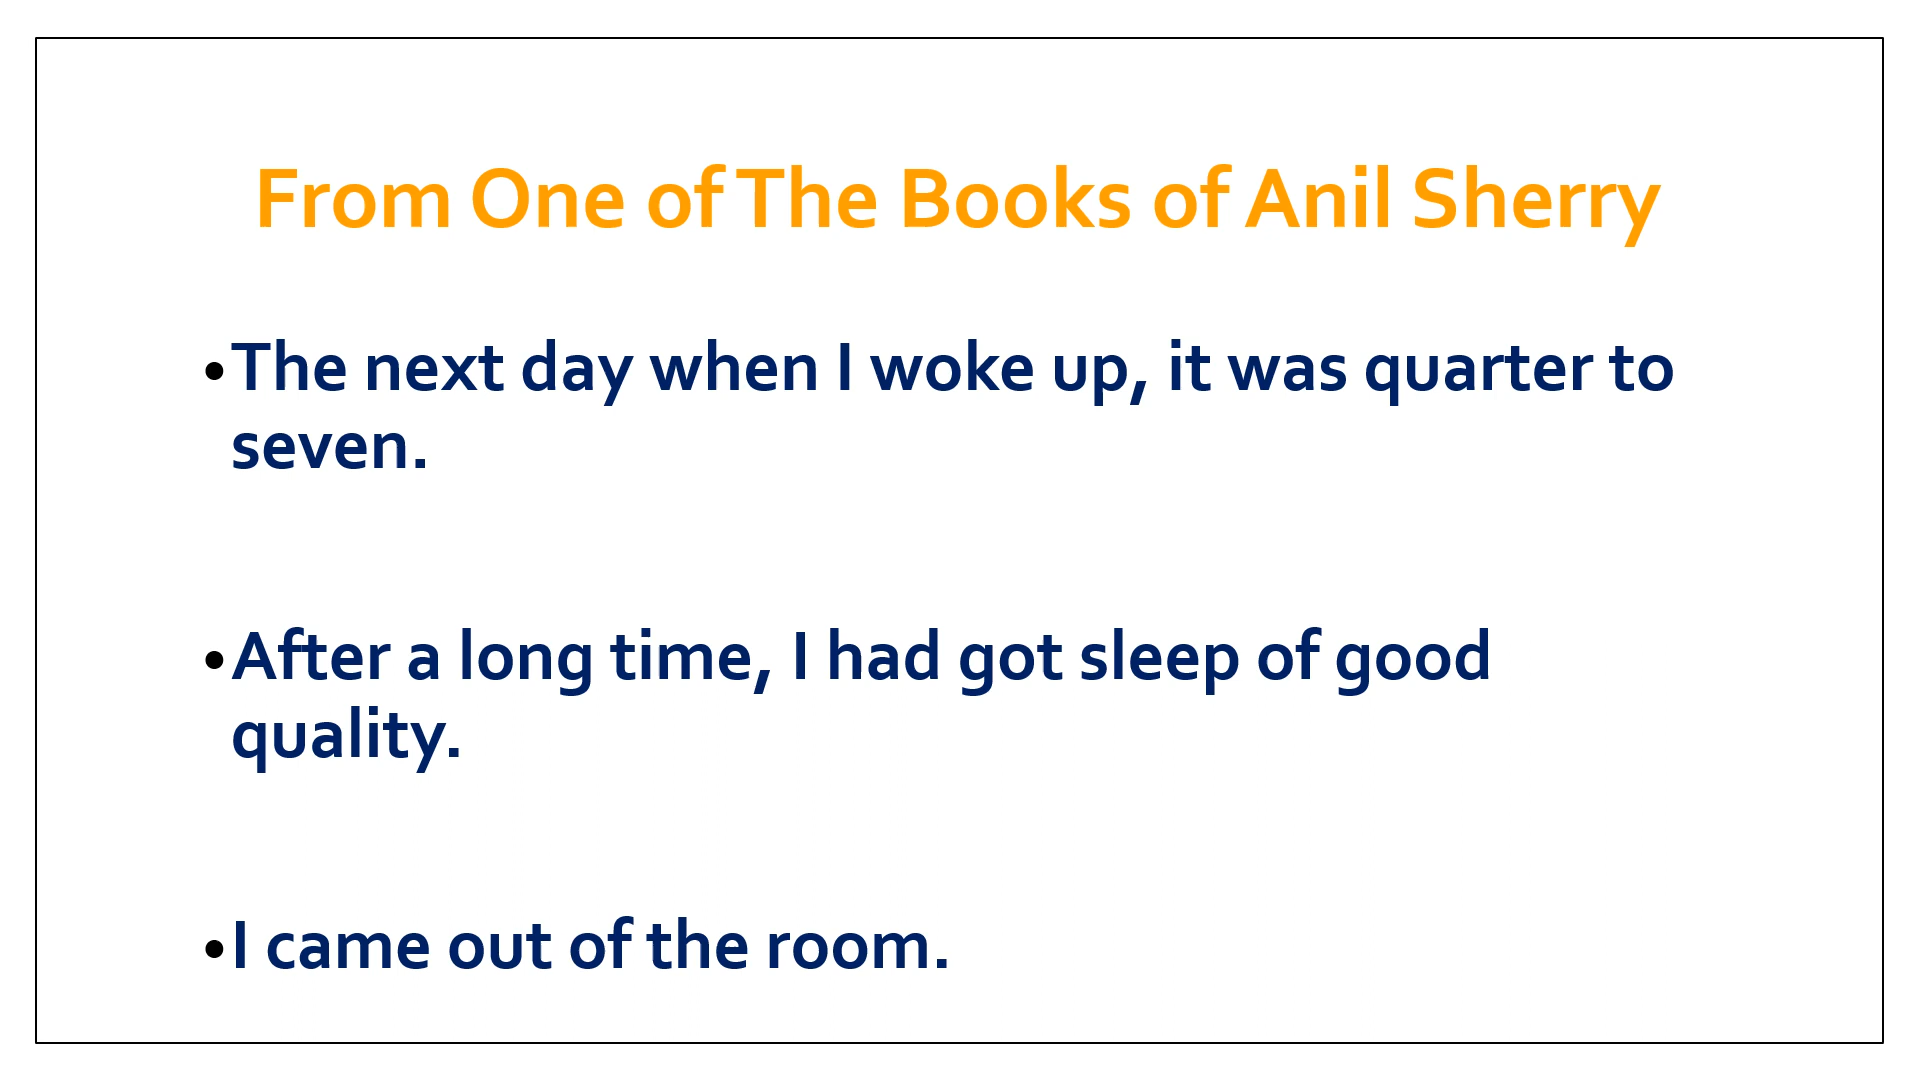 From One of The Books of Anil Sherry
•The next day when I woke up, it was quarter to
seven.
•After a long time, I had got sleep of good
quality.
•I came out of the room.